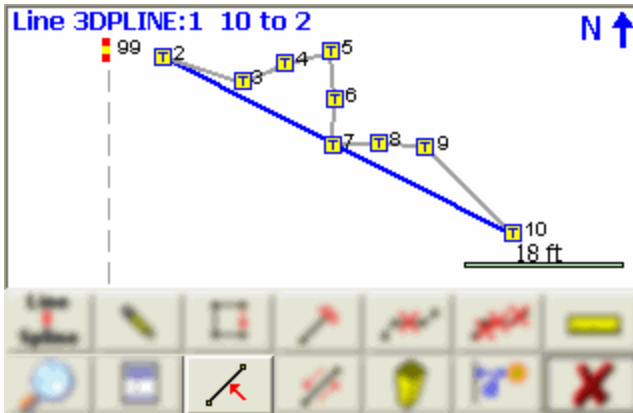 Line 3DPLINE:1 10 to 2
N
99
T 2
T 3
T 4
T 5
T 6
T 7
T 8
T 9
T 10
18 ft
Line
Spline